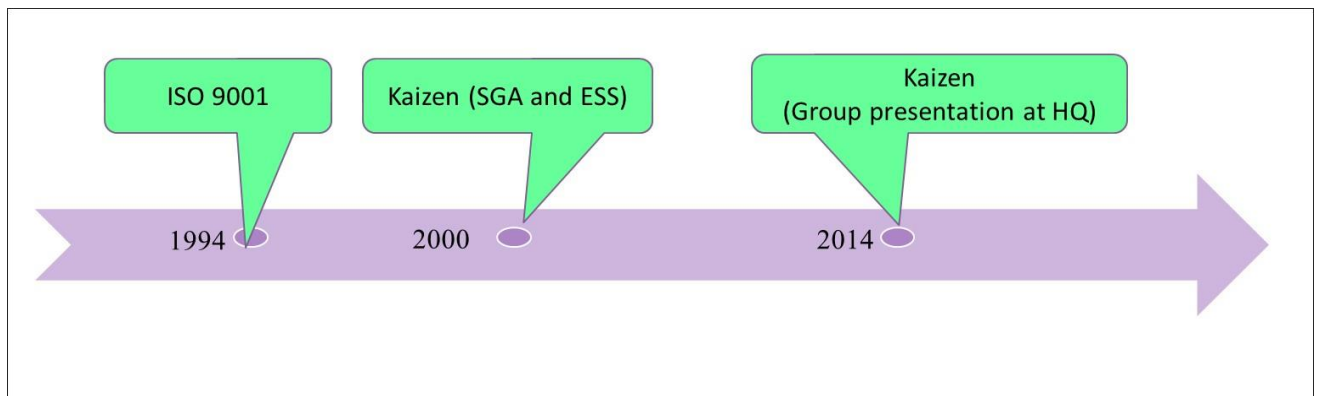 ISO 9001
Kaizen (SGA and ESS)
Kaizen
(Group presentation at HQ)
1994
2000
2014